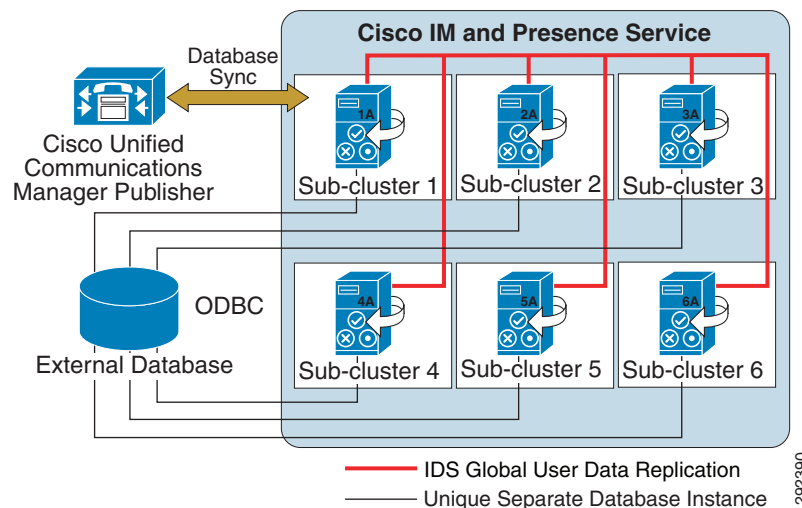 Cisco IM and Presence Service
Database
Sync
Cisco Unified
Communications
Manager Publisher
1A
2A
3A
Sub-cluster 1
Sub-cluster 2
Sub-cluster 3
ODBC
External Database
4A
5A
6A
Sub-cluster 4
Sub-cluster 5
Sub-cluster 6
IDS Global User Data Replication
Unique Separate Database Instance
292390